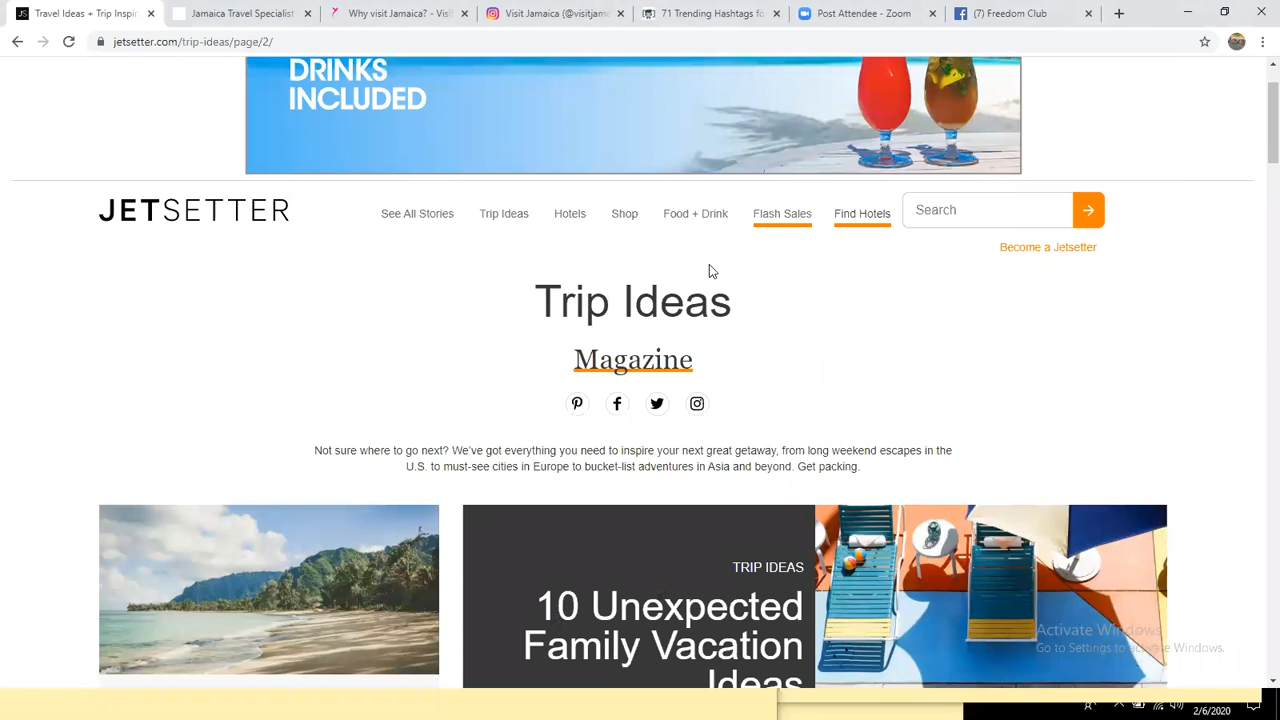 Travel Ideas + Trip Inspi
Jamaica Travel Specialist
Why visit Jamaica? - Visi
Visit Jamaica (@visitjama
71 Trending Hashtags fo
Post Attendee - Zoom
(7) Freedom Club
jetsetter.com/trip-ideas/page/2/
DRINKS
INCLUDED
JETSETTER
See All Stories
Trip Ideas
Hotels
Shop
Food + Drink
Flash Sales
Find Hotels
Search
Become a Jetsetter
Trip Ideas
Magazine
Not sure where to go next? We've got everything you need to inspire your next great getaway, from long weekend escapes in the
U.S. to must-see cities in Europe to bucket-list adventures in Asia and beyond. Get packing.
TRIP IDEAS
10 Unexpected
Family Vacation
Ideas
Activate Windows
Go to Settings to activate Windows.
2/6/2020